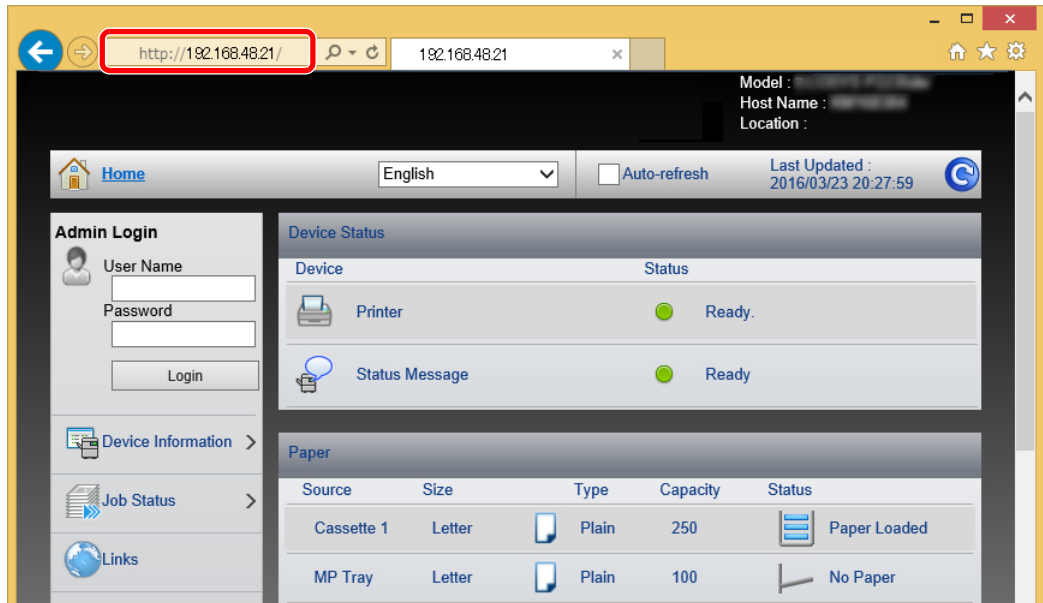 http://192.168.48.21/
192.168.48.21
Model :
Host Name :
Location :
Home
English
Auto-refresh
Last Updated :
2016/03/23 20:27:59
Admin Login
User Name
Password
Login
Device Information
Job Status
Links
Device Status
Device Status
Printer Ready.
Status Message Ready
Paper
Source Size Type Capacity Status
Cassette 1 Letter Plain 250 Paper Loaded
MP Tray Letter Plain 100 No Paper